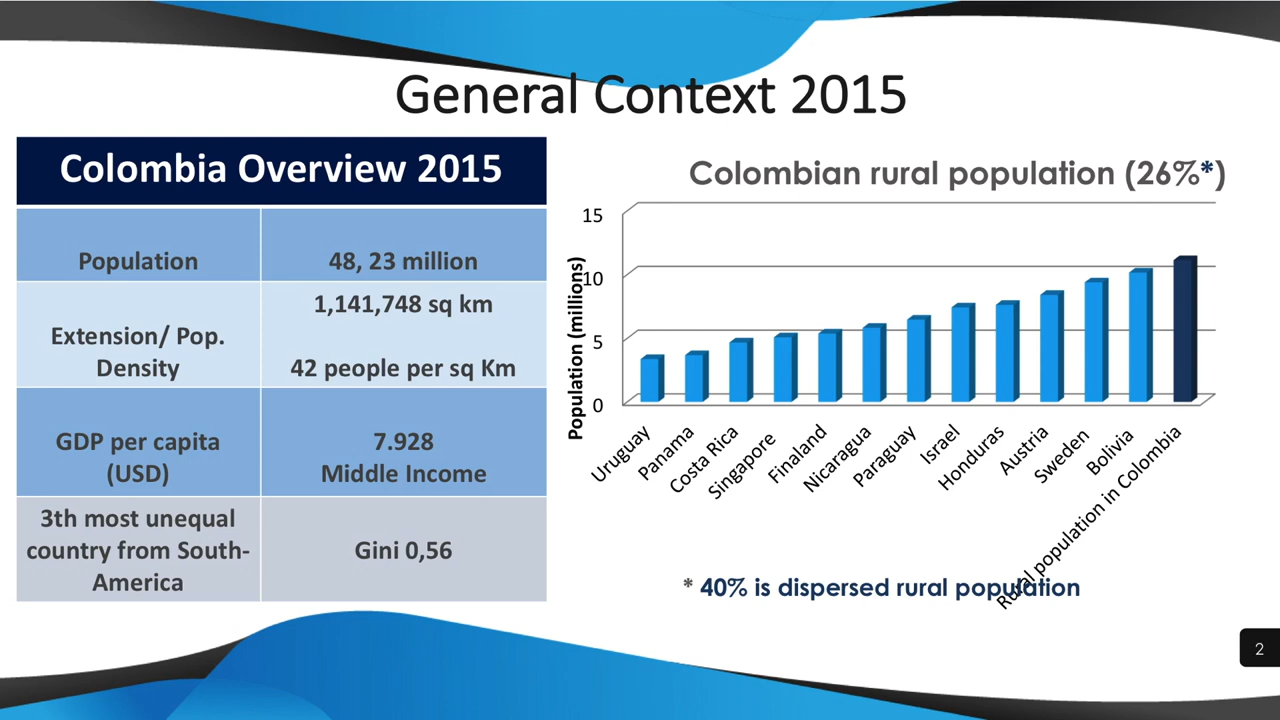 General Context 2015
Colombia Overview 2015
Population
48, 23 million
Extension/ Pop.
Density
1,141,748 sq km
42 people per sq Km
GDP per capita
(USD)
7.928
Middle Income
3th most unequal
country from South-
America
Gini 0,56
Colombian rural population (26%*)
Population (millions)
15
10
5
0
Uruguay
Panama
Costa Rica
Singapore
Finaland
Nicaragua
Paraguay
Israel
Honduras
Austria
Sweden
Bolivia
Rural population in Colombia
* 40% is dispersed rural population
2